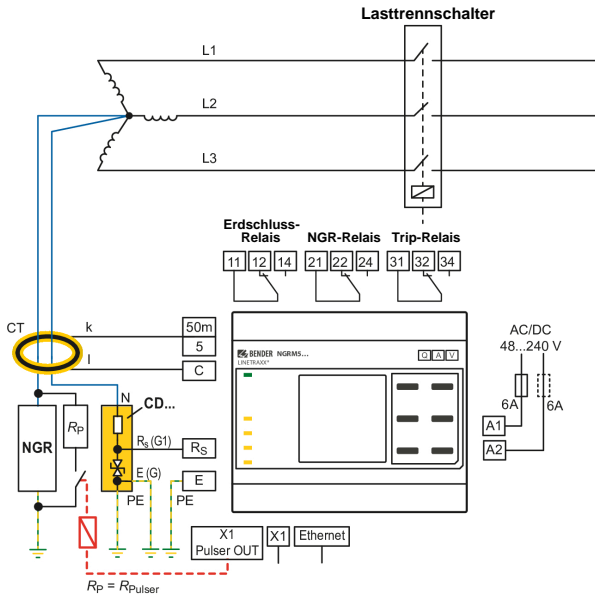 Lasttrennschalter
L1
L2
L3
Erdschluss-
Relais
NGR-Relais
Trip-Relais
11 12 14
21 22 24
31 32 34
CT
k
50m
5
l
C
BENDER NGRM5...
LINETRAXX®
Q A V
AC/DC
48...240 V
6A
6A
A1
A2
N
CD...
NGR
RP
RS (G1)
RS
E (G)
E
PE
PE
X1
Pulser OUT
X1
Ethernet
RP = RPulser